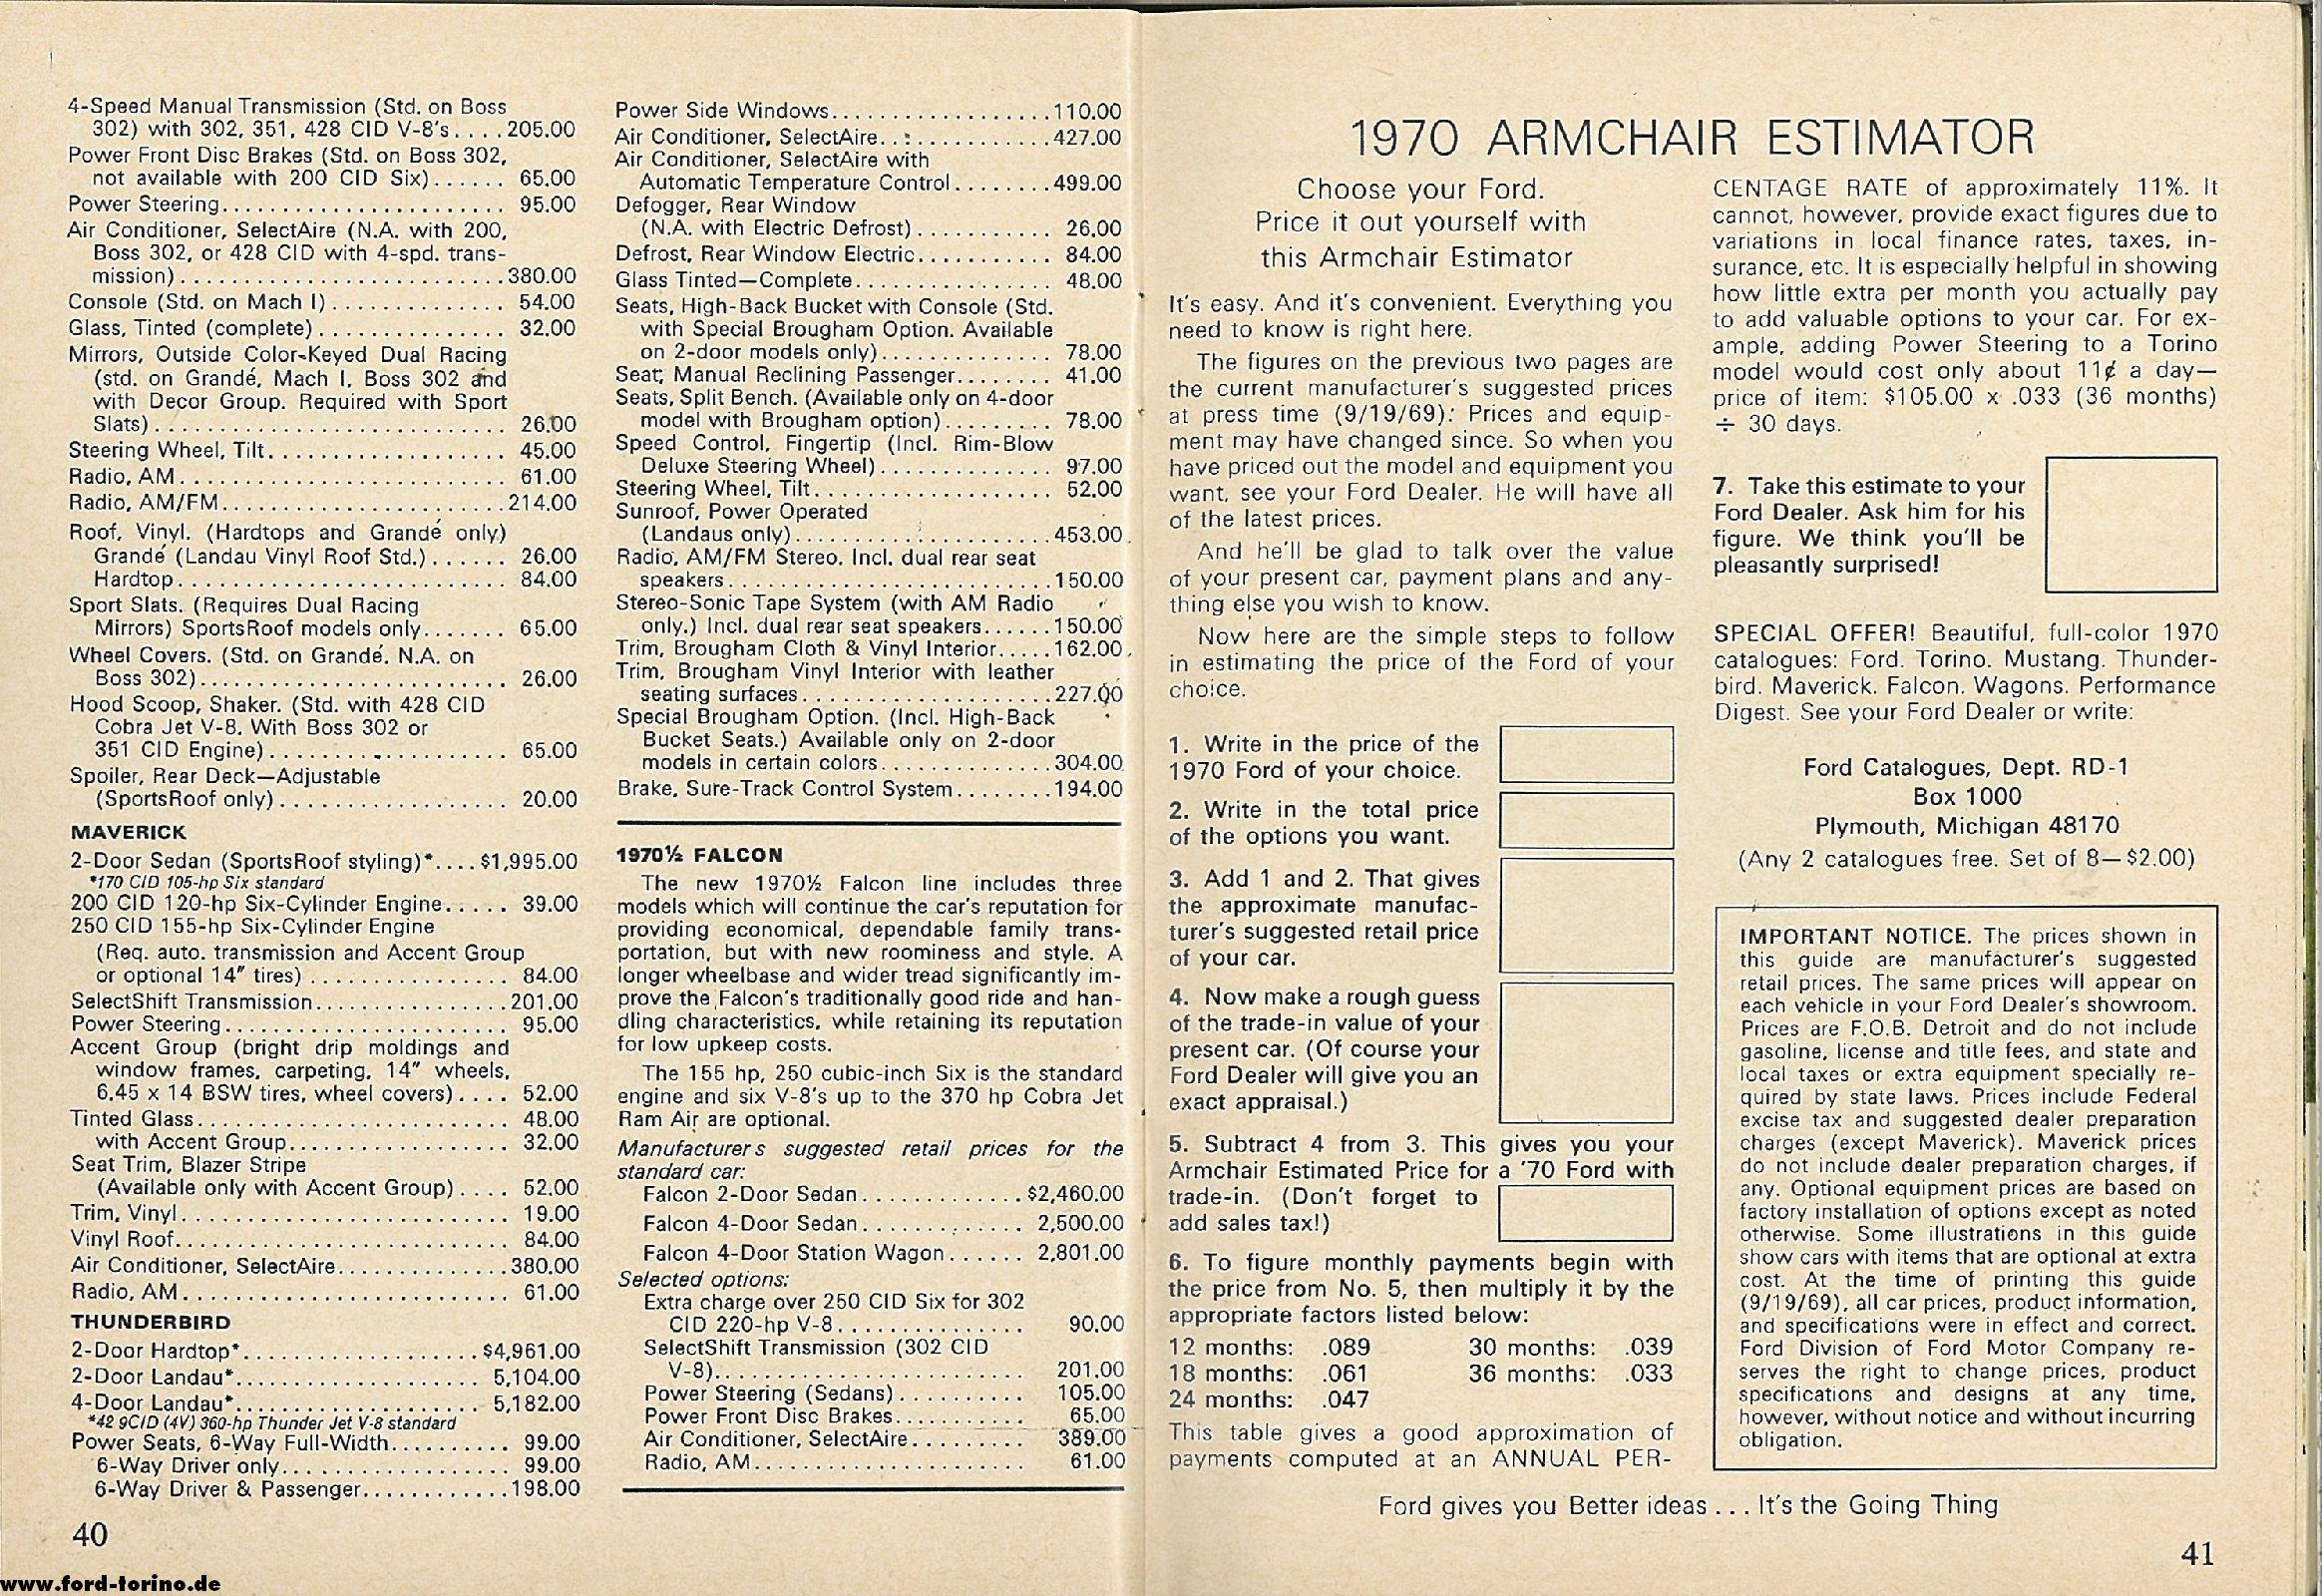 4-Speed Manual Transmission (Std. on Boss
302) with 302, 351, 428 CID V-8's....205.00
Power Front Disc Brakes (Std. on Boss 302,
not available with 200 CID Six)...... 65.00
Power Steering........................ 95.00
Air Conditioner, SelectAire (N.A. with 200,
Boss 302, or 428 CID with 4-spd. trans-
mission)...........................380.00
Console (Std. on Mach I)............... 54.00
Glass, Tinted (complete)................ 32.00
Mirrors, Outside Color-Keyed Dual Racing
(std. on Grandé, Mach I, Boss 302 and
with Decor Group. Required with Sport
Slats).............................. 26.00
Steering Wheel, Tilt.................... 45.00
Radio, AM........................... 61.00
Radio, AM/FM........................214.00
Roof, Vinyl. (Hardtops and Grandé only)
Grandé (Landau Vinyl Roof Std.)...... 26.00
Hardtop............................ 84.00
Sport Slats. (Requires Dual Racing
Mirrors) SportsRoof models only....... 65.00
Wheel Covers. (Std. on Grandé. N.A. on
Boss 302).......................... 26.00
Hood Scoop, Shaker. (Std. with 428 CID
Cobra Jet V-8. With Boss 302 or
351 CID Engine).................... 65.00
Spoiler, Rear Deck—Adjustable
(SportsRoof only)................... 20.00
MAVERICK
2-Door Sedan (SportsRoof styling)*....$1,995.00
*170 CID 105-hp Six standard
200 CID 120-hp Six-Cylinder Engine..... 39.00
250 CID 155-hp Six-Cylinder Engine
(Req. auto. transmission and Accent Group
or optional 14" tires)................. 84.00
SelectShift Transmission................201.00
Power Steering........................ 95.00
Accent Group (bright drip moldings and
window frames, carpeting, 14" wheels,
6.45 x 14 BSW tires, wheel covers).... 52.00
Tinted Glass.......................... 48.00
with Accent Group................... 32.00
Seat Trim, Blazer Stripe
(Available only with Accent Group).... 52.00
Trim, Vinyl............................ 19.00
Vinyl Roof............................ 84.00
Air Conditioner, SelectAire..............380.00
Radio, AM............................ 61.00
THUNDERBIRD
2-Door Hardtop*....................$4,961.00
2-Door Landau*.................... 5,104.00
4-Door Landau*.................... 5,182.00
*42 9CID (4V) 360-hp Thunder Jet V-8 standard
Power Seats, 6-Way Full-Width.......... 99.00
6-Way Driver only................... 99.00
6-Way Driver & Passenger............198.00
40
Power Side Windows..................110.00
Air Conditioner, SelectAire..............427.00
Air Conditioner, SelectAire with
Automatic Temperature Control........499.00
Defogger, Rear Window
(N.A. with Electric Defrost)........... 26.00
Defrost, Rear Window Electric........... 84.00
Glass Tinted—Complete................. 48.00
Seats, High-Back Bucket with Console (Std.
with Special Brougham Option. Available
on 2-door models only).............. 78.00
Seat, Manual Reclining Passenger........ 41.00
Seats, Split Bench. (Available only on 4-door
model with Brougham option)......... 78.00
Speed Control, Fingertip (Incl. Rim-Blow
Deluxe Steering Wheel).............. 97.00
Steering Wheel, Tilt.................... 52.00
Sunroof, Power Operated
(Landaus only)......................453.00
Radio, AM/FM Stereo. Incl. dual rear seat
speakers...........................150.00
Stereo-Sonic Tape System (with AM Radio
only.) Incl. dual rear seat speakers......150.00
Trim, Brougham Cloth & Vinyl Interior.....162.00
Trim, Brougham Vinyl Interior with leather
seating surfaces.....................227.00
Special Brougham Option. (Incl. High-Back
Bucket Seats.) Available only on 2-door
models in certain colors..............304.00
Brake, Sure-Track Control System........194.00
1970½ FALCON
The new 1970½ Falcon line includes three
models which will continue the car's reputation for
providing economical, dependable family trans-
portation, but with new roominess and style. A
longer wheelbase and wider tread significantly im-
prove the Falcon's traditionally good ride and han-
dling characteristics, while retaining its reputation
for low upkeep costs.
The 155 hp, 250 cubic-inch Six is the standard
engine and six V-8's up to the 370 hp Cobra Jet
Ram Air are optional.
Manufacturers suggested retail prices for the
standard car:
Falcon 2-Door Sedan.............$2,460.00
Falcon 4-Door Sedan............. 2,500.00
Falcon 4-Door Station Wagon...... 2,801.00
Selected options:
Extra charge over 250 CID Six for 302
CID 220-hp V-8............... 90.00
SelectShift Transmission (302 CID
V-8).......................... 201.00
Power Steering (Sedans)........... 105.00
Power Front Disc Brakes........... 65.00
Air Conditioner, SelectAire.......... 389.00
Radio, AM....................... 61.00
1970 ARMCHAIR ESTIMATOR
Choose your Ford.
Price it out yourself with
this Armchair Estimator
It's easy. And it's convenient. Everything you
need to know is right here.
The figures on the previous two pages are
the current manufacturer's suggested prices
at press time (9/19/69). Prices and equip-
ment may have changed since. So when you
have priced out the model and equipment you
want, see your Ford Dealer. He will have all
of the latest prices.
And he'll be glad to talk over the value
of your present car, payment plans and any-
thing else you wish to know.
Now here are the simple steps to follow
in estimating the price of the Ford of your
choice.
1. Write in the price of the
1970 Ford of your choice.
2. Write in the total price
of the options you want.
3. Add 1 and 2. That gives
the approximate manufac-
turer's suggested retail price
of your car.
4. Now make a rough guess
of the trade-in value of your
present car. (Of course your
Ford Dealer will give you an
exact appraisal.)
5. Subtract 4 from 3. This gives you your
Armchair Estimated Price for a '70 Ford with
trade-in. (Don't forget to
add sales tax!)
6. To figure monthly payments begin with
the price from No. 5, then multiply it by the
appropriate factors listed below:
12 months: .089 30 months: .039
18 months: .061 36 months: .033
24 months: .047
This table gives a good approximation of
payments computed at an ANNUAL PER-
CENTAGE RATE of approximately 11%. It
cannot, however, provide exact figures due to
variations in local finance rates, taxes, in-
surance, etc. It is especially helpful in showing
how little extra per month you actually pay
to add valuable options to your car. For ex-
ample, adding Power Steering to a Torino
model would cost only about 11¢ a day—
price of item: $105.00 x .033 (36 months)
÷ 30 days.
7. Take this estimate to your
Ford Dealer. Ask him for his
figure. We think you'll be
pleasantly surprised!
SPECIAL OFFER! Beautiful, full-color 1970
catalogues: Ford. Torino. Mustang. Thunder-
bird. Maverick. Falcon. Wagons. Performance
Digest. See your Ford Dealer or write:
Ford Catalogues, Dept. RD-1
Box 1000
Plymouth, Michigan 48170
(Any 2 catalogues free. Set of 8—$2.00)
IMPORTANT NOTICE. The prices shown in
this guide are manufacturer's suggested
retail prices. The same prices will appear on
each vehicle in your Ford Dealer's showroom.
Prices are F.O.B. Detroit and do not include
gasoline, license and title fees, and state and
local taxes or extra equipment specially re-
quired by state laws. Prices include Federal
excise tax and suggested dealer preparation
charges (except Maverick). Maverick prices
do not include dealer preparation charges, if
any. Optional equipment prices are based on
factory installation of options except as noted
otherwise. Some illustrations in this guide
show cars with items that are optional at extra
cost. At the time of printing this guide
(9/19/69), all car prices, product information,
and specifications were in effect and correct.
Ford Division of Ford Motor Company re-
serves the right to change prices, product
specifications and designs at any time,
however, without notice and without incurring
obligation.
Ford gives you Better ideas . . . It's the Going Thing
41
www.ford-torino.de